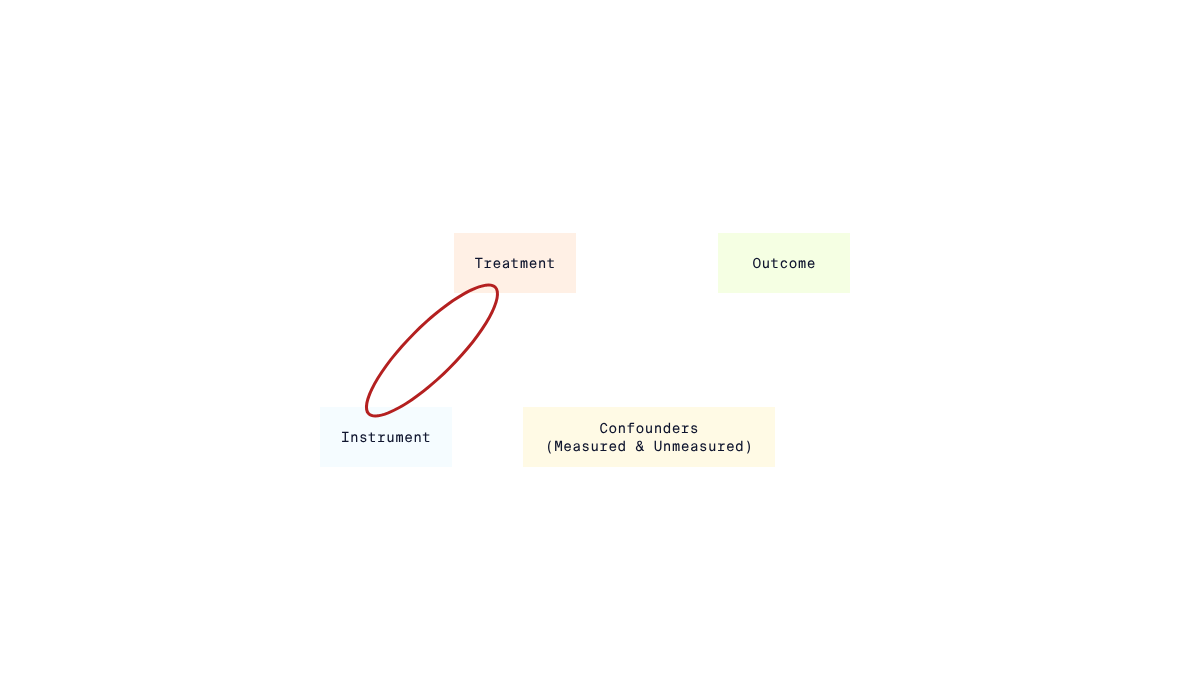 Treatment
Outcome
Instrument
Confounders
(Measured & Unmeasured)